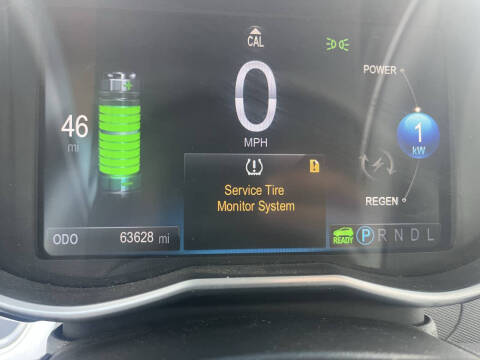 CAL
POWER
0
MPH
46
mi
1
kW
Service Tire
Monitor System
REGEN
ODO 63628 mi
READY P R N D L